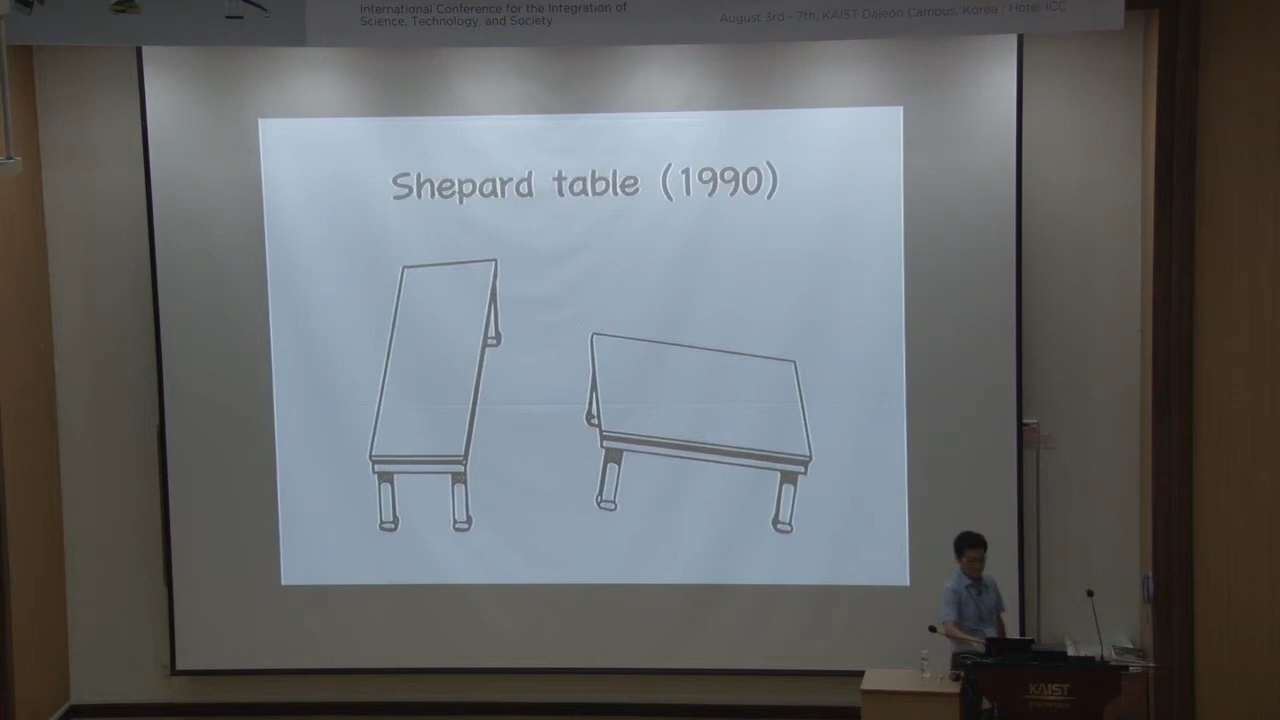 International Conference for the Integration of
Science, Technology, and Society
August 3rd - 7th, KAIST Dajeon Campus, Korea | Hotel ICC
Shepard table (1990)
KAIST